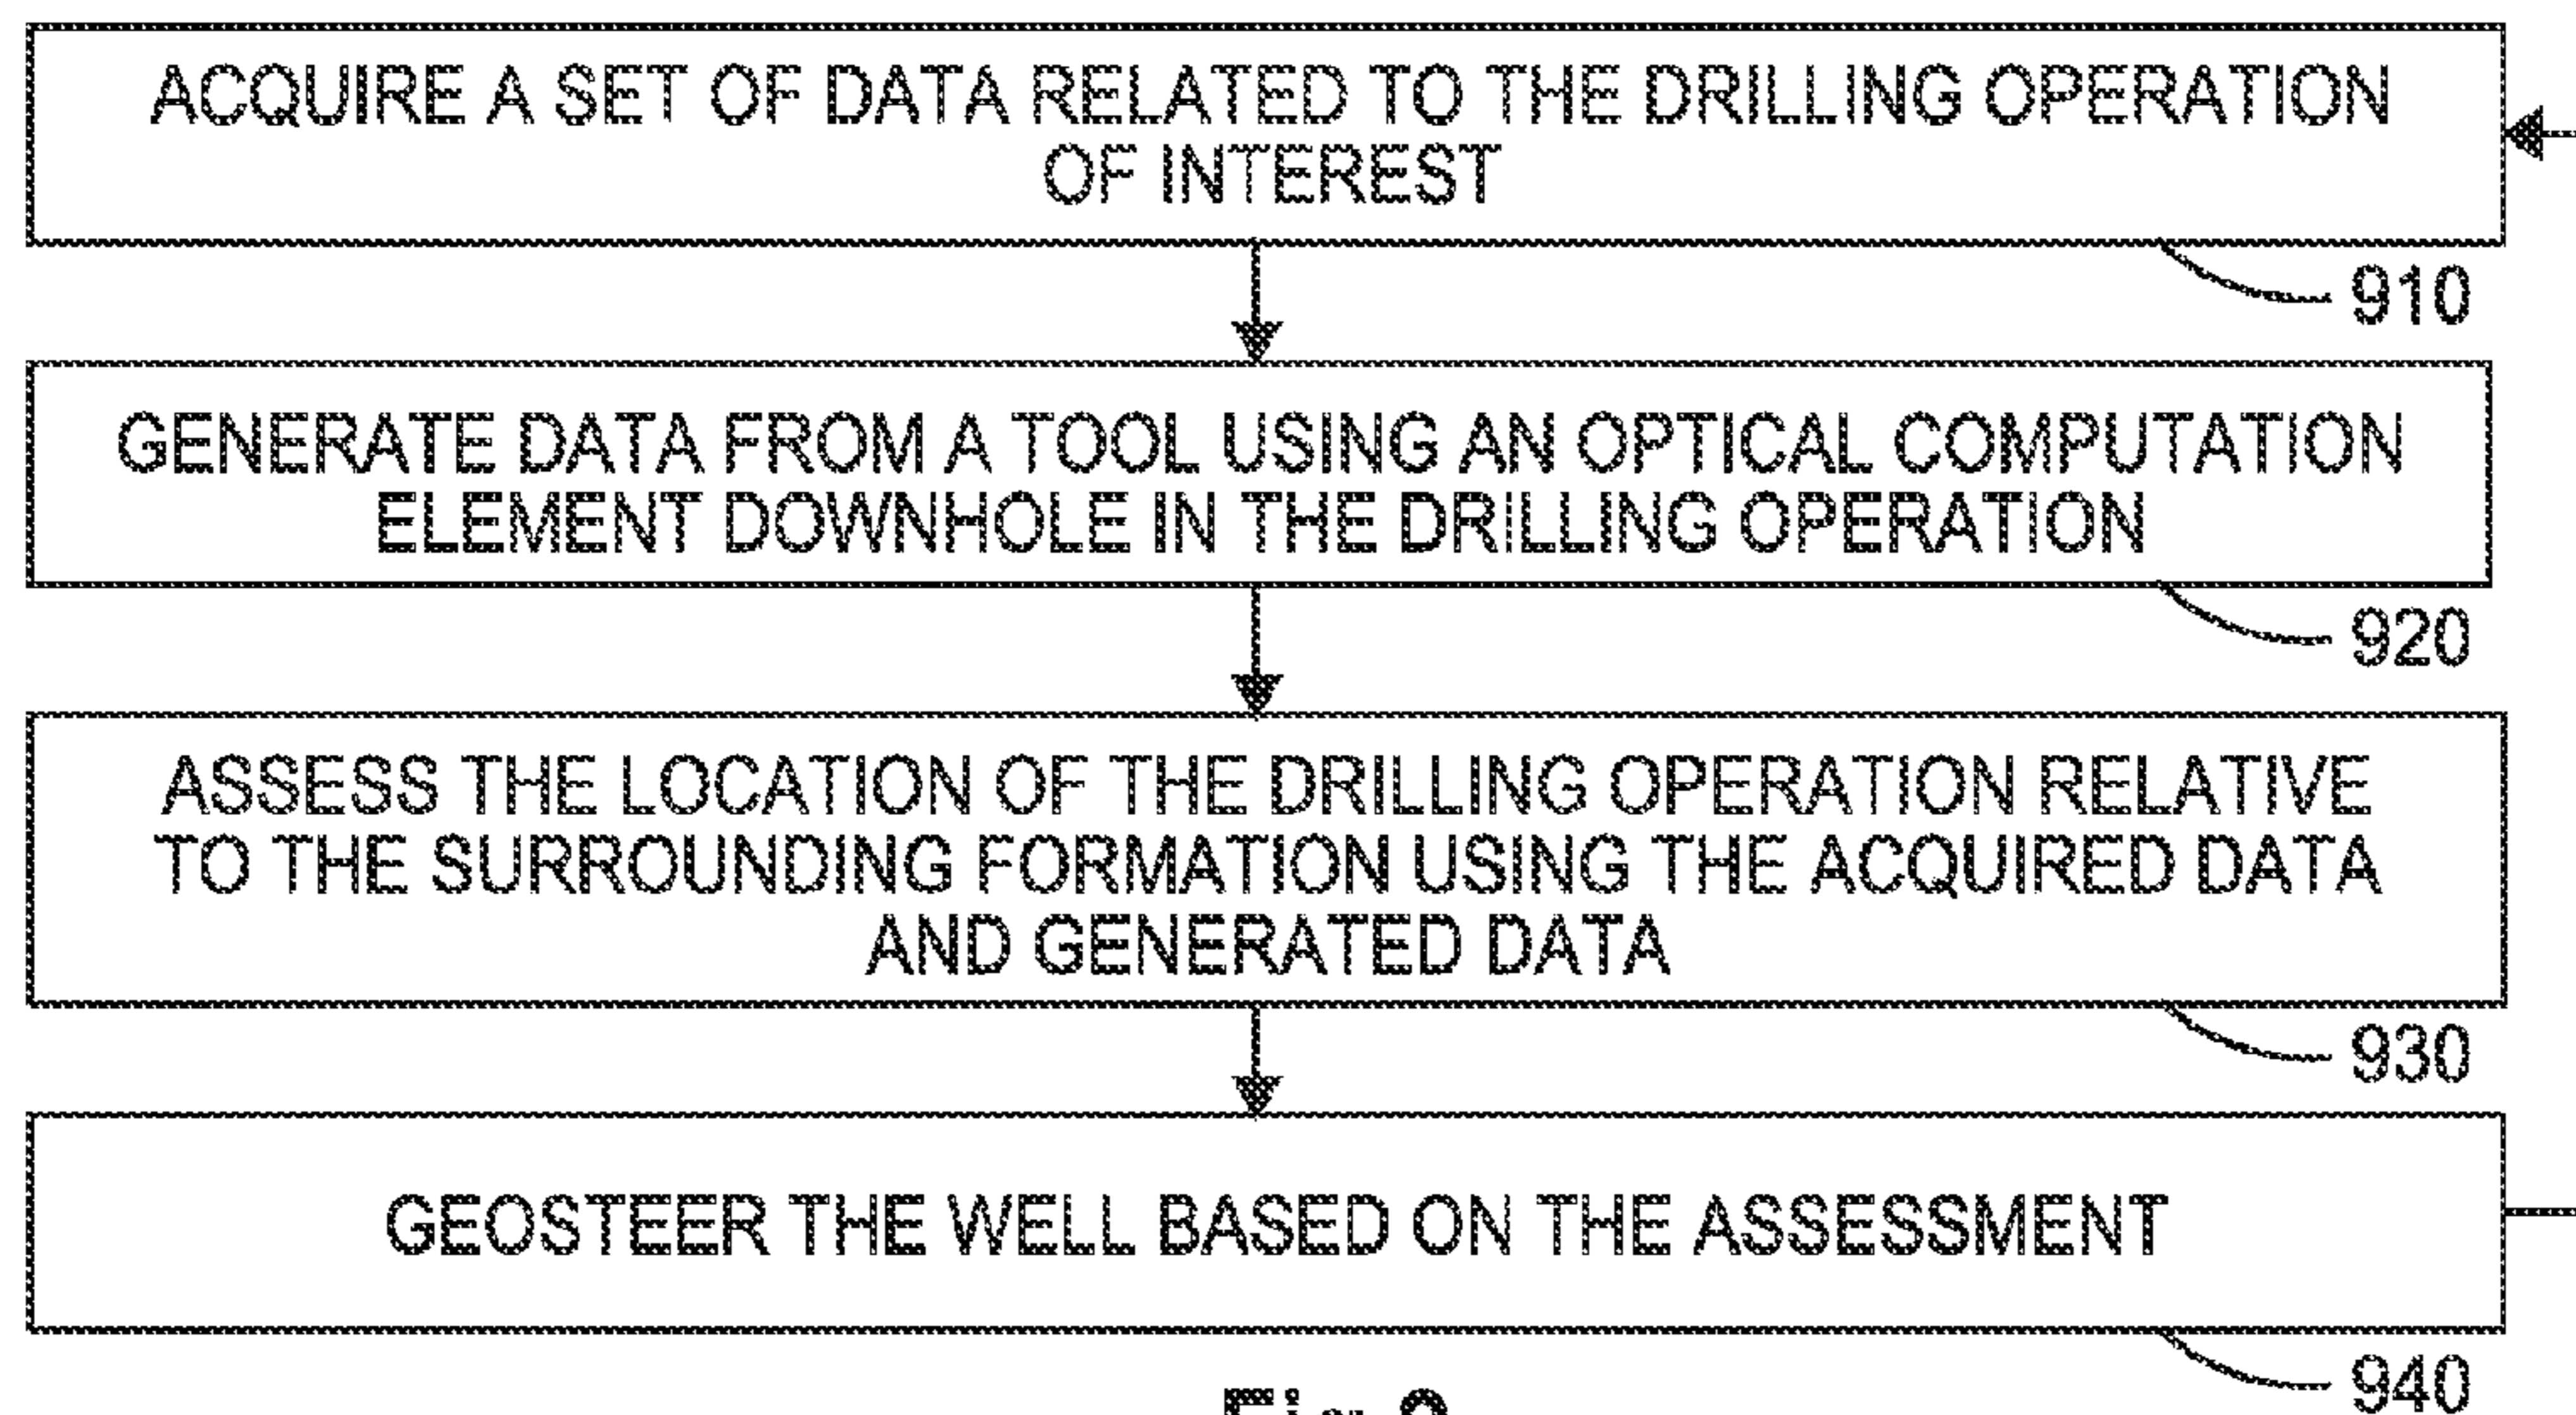 ACQUIRE A SET OF DATA RELATED TO THE DRILLING OPERATION
OF INTEREST
910
GENERATE DATA FROM A TOOL USING AN OPTICAL COMPUTATION
ELEMENT DOWNHOLE IN THE DRILLING OPERATION
920
ASSESS THE LOCATION OF THE DRILLING OPERATION RELATIVE
TO THE SURROUNDING FORMATION USING THE ACQUIRED DATA
AND GENERATED DATA
930
GEOSTEER THE WELL BASED ON THE ASSESSMENT
940